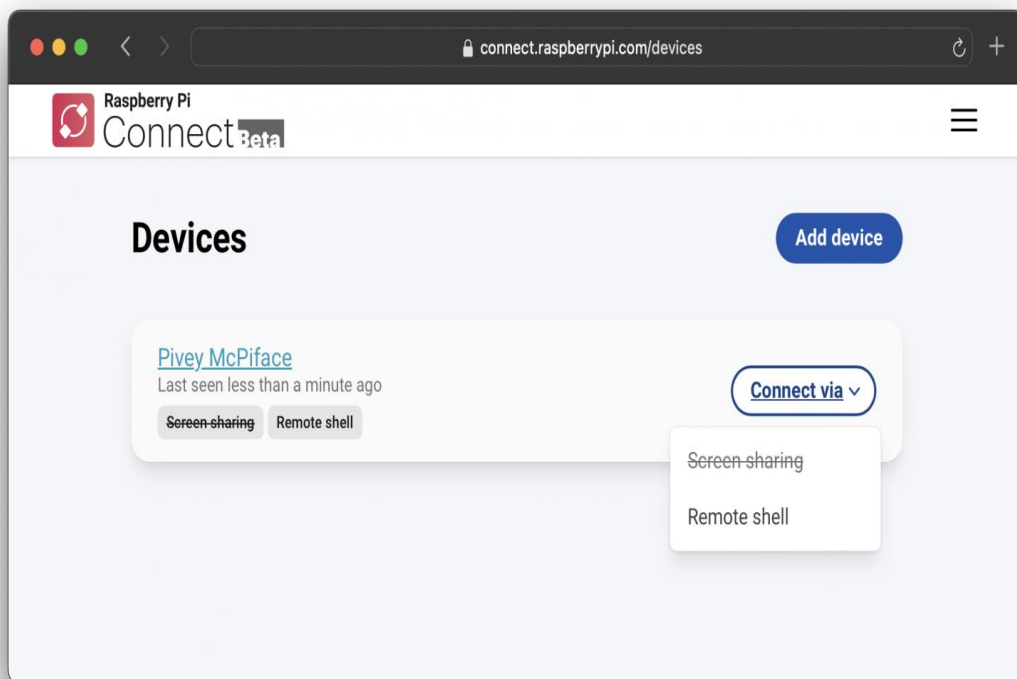 connect.raspberrypi.com/devices
Raspberry Pi
Connect Beta
Devices
Add device
Pivey McPiface
Last seen less than a minute ago
Connect via
Screen sharing Remote shell
Screen sharing
Remote shell